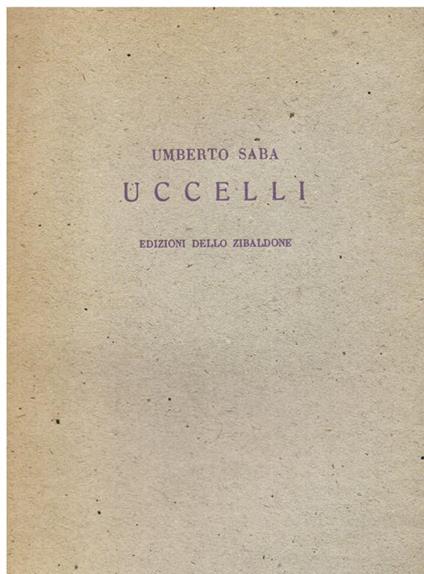 UMBERTO SABA
UCCELLI
EDIZIONI DELLO ZIBALDONE